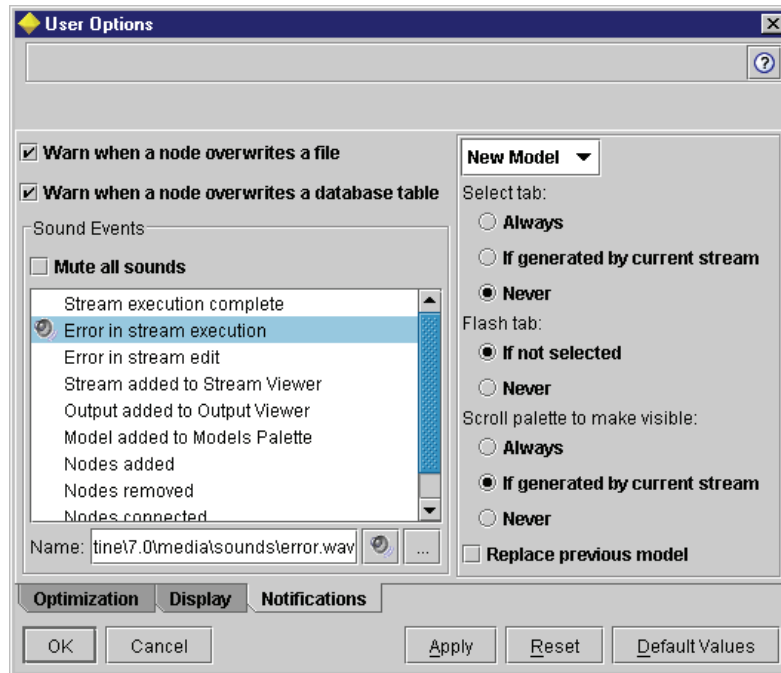 User Options
Warn when a node overwrites a file
Warn when a node overwrites a database table
Sound Events
Mute all sounds
Stream execution complete
Error in stream execution
Error in stream edit
Stream added to Stream Viewer
Output added to Output Viewer
Model added to Models Palette
Nodes added
Nodes removed
Nodes connected
Name: tine\7.0\media\sounds\error.wav ...
New Model
Select tab:
Always
If generated by current stream
Never
Flash tab:
If not selected
Never
Scroll palette to make visible:
Always
If generated by current stream
Never
Replace previous model
Optimization Display Notifications
OK Cancel Apply Reset Default Values